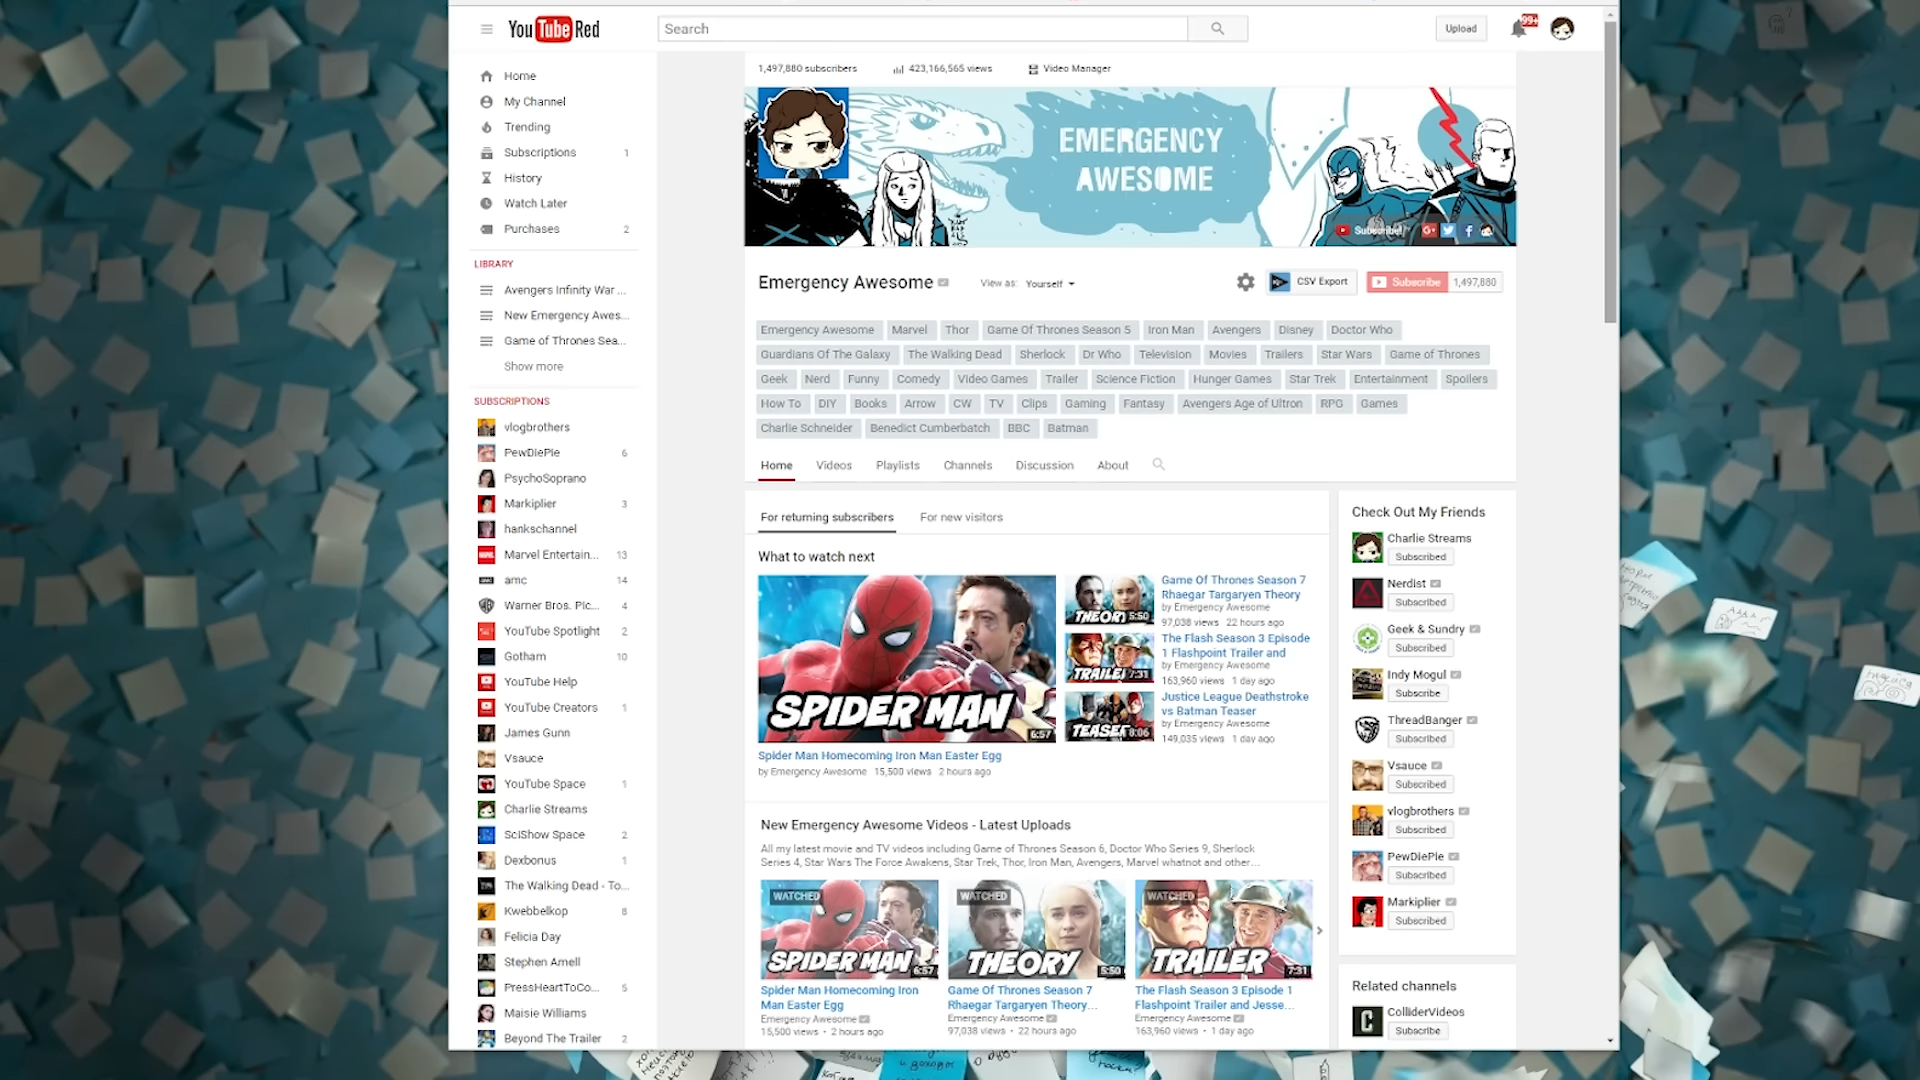 YouTube Red
Search
Upload
99+
Home
My Channel
Trending
Subscriptions 1
History
Watch Later
Purchases 2
LIBRARY
Avengers Infinity War ...
New Emergency Awes...
Game of Thrones Sea...
Show more
SUBSCRIPTIONS
vlogbrothers
PewDiePie 6
PsychoSoprano
Markiplier 3
hankschannel
Marvel Entertain... 13
amc 14
Warner Bros. Pic... 4
YouTube Spotlight 2
Gotham 10
YouTube Help
YouTube Creators 1
James Gunn
Vsauce
YouTube Space 1
Charlie Streams
SciShow Space 2
Dexbonus 1
The Walking Dead - To...
Kwebbelkop 8
Felicia Day
Stephen Amell
PressHeartToCo... 5
Maisie Williams
Beyond The Trailer 2
1,497,880 subscribers 423,166,565 views Video Manager
EMERGENCY
AWESOME
Subscribe!
Emergency Awesome View as: Yourself
CSV Export Subscribe 1,497,880
Emergency Awesome Marvel Thor Game Of Thrones Season 5 Iron Man Avengers Disney Doctor Who
Guardians Of The Galaxy The Walking Dead Sherlock Dr Who Television Movies Trailers Star Wars Game of Thrones
Geek Nerd Funny Comedy Video Games Trailer Science Fiction Hunger Games Star Trek Entertainment Spoilers
How To DIY Books Arrow CW TV Clips Gaming Fantasy Avengers Age of Ultron RPG Games
Charlie Schneider Benedict Cumberbatch BBC Batman
Home Videos Playlists Channels Discussion About
For returning subscribers For new visitors
What to watch next
SPIDER MAN
6:57
Spider Man Homecoming Iron Man Easter Egg
by Emergency Awesome 15,500 views 2 hours ago
THEORY 5:50
Game Of Thrones Season 7
Rhaegar Targaryen Theory
by Emergency Awesome
97,038 views 22 hours ago
TRAILER 7:31
The Flash Season 3 Episode
1 Flashpoint Trailer and
by Emergency Awesome
163,960 views 1 day ago
TEASER 8:06
Justice League Deathstroke
vs Batman Teaser
by Emergency Awesome
149,035 views 1 day ago
New Emergency Awesome Videos - Latest Uploads
All my latest movie and TV videos including Game of Thrones Season 6, Doctor Who Series 9, Sherlock
Series 4, Star Wars The Force Awakens, Star Trek, Thor, Iron Man, Avengers, Marvel whatnot and other...
WATCHED
SPIDER MAN 6:57
Spider Man Homecoming Iron
Man Easter Egg
Emergency Awesome
15,500 views • 2 hours ago
WATCHED
THEORY 5:50
Game Of Thrones Season 7
Rhaegar Targaryen Theory...
Emergency Awesome
97,038 views • 22 hours ago
WATCHED
TRAILER 7:31
The Flash Season 3 Episode 1
Flashpoint Trailer and Jesse...
Emergency Awesome
163,960 views • 1 day ago
Check Out My Friends
Charlie Streams
Subscribed
Nerdist
Subscribed
Geek & Sundry
Subscribed
Indy Mogul
Subscribe
ThreadBanger
Subscribed
Vsauce
Subscribed
vlogbrothers
Subscribed
PewDiePie
Subscribed
Markiplier
Subscribed
Related channels
ColliderVideos
Subscribe